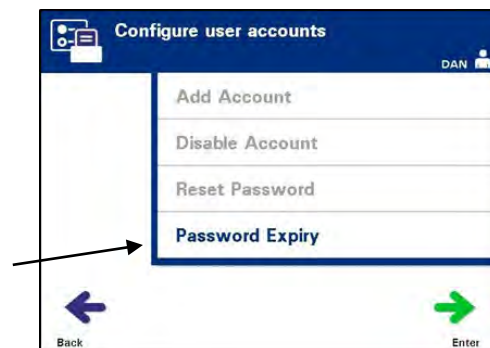 Configure user accounts
DAN
Add Account
Disable Account
Reset Password
Password Expiry
Back
Enter